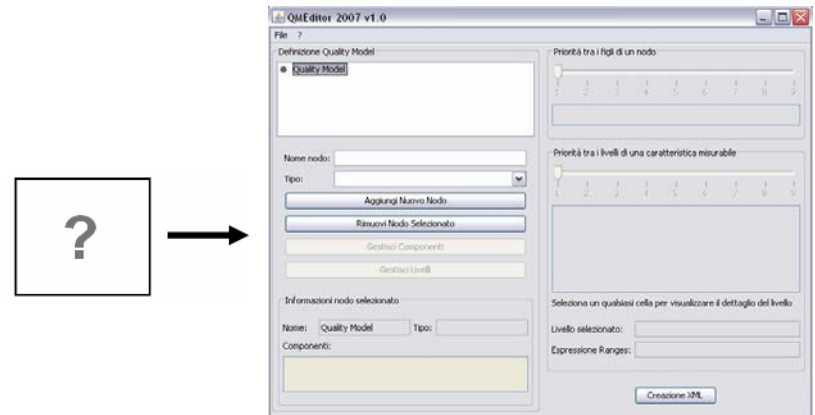 QMEditor 2007 v1.0
File ?
Definizione Quality Model
Quality Model
Nome nodo:
Tipo:
Aggiungi Nuovo Nodo
Rimuovi Nodo Selezionato
Gestisci Componenti
Gestisci Livelli
Informazioni nodo selezionato
Nome: Quality Model Tipo:
Componenti:
Priorità tra i figli di un nodo
1 2 3 4 5 6 7 8 9
Priorità tra i livelli di una caratteristica misurabile
1 2 3 4 5 6 7 8 9
Seleziona un qualsiasi cella per visualizzare il dettaglio del livello
Livello selezionato:
Espressione Ranges:
Creazione XML
?